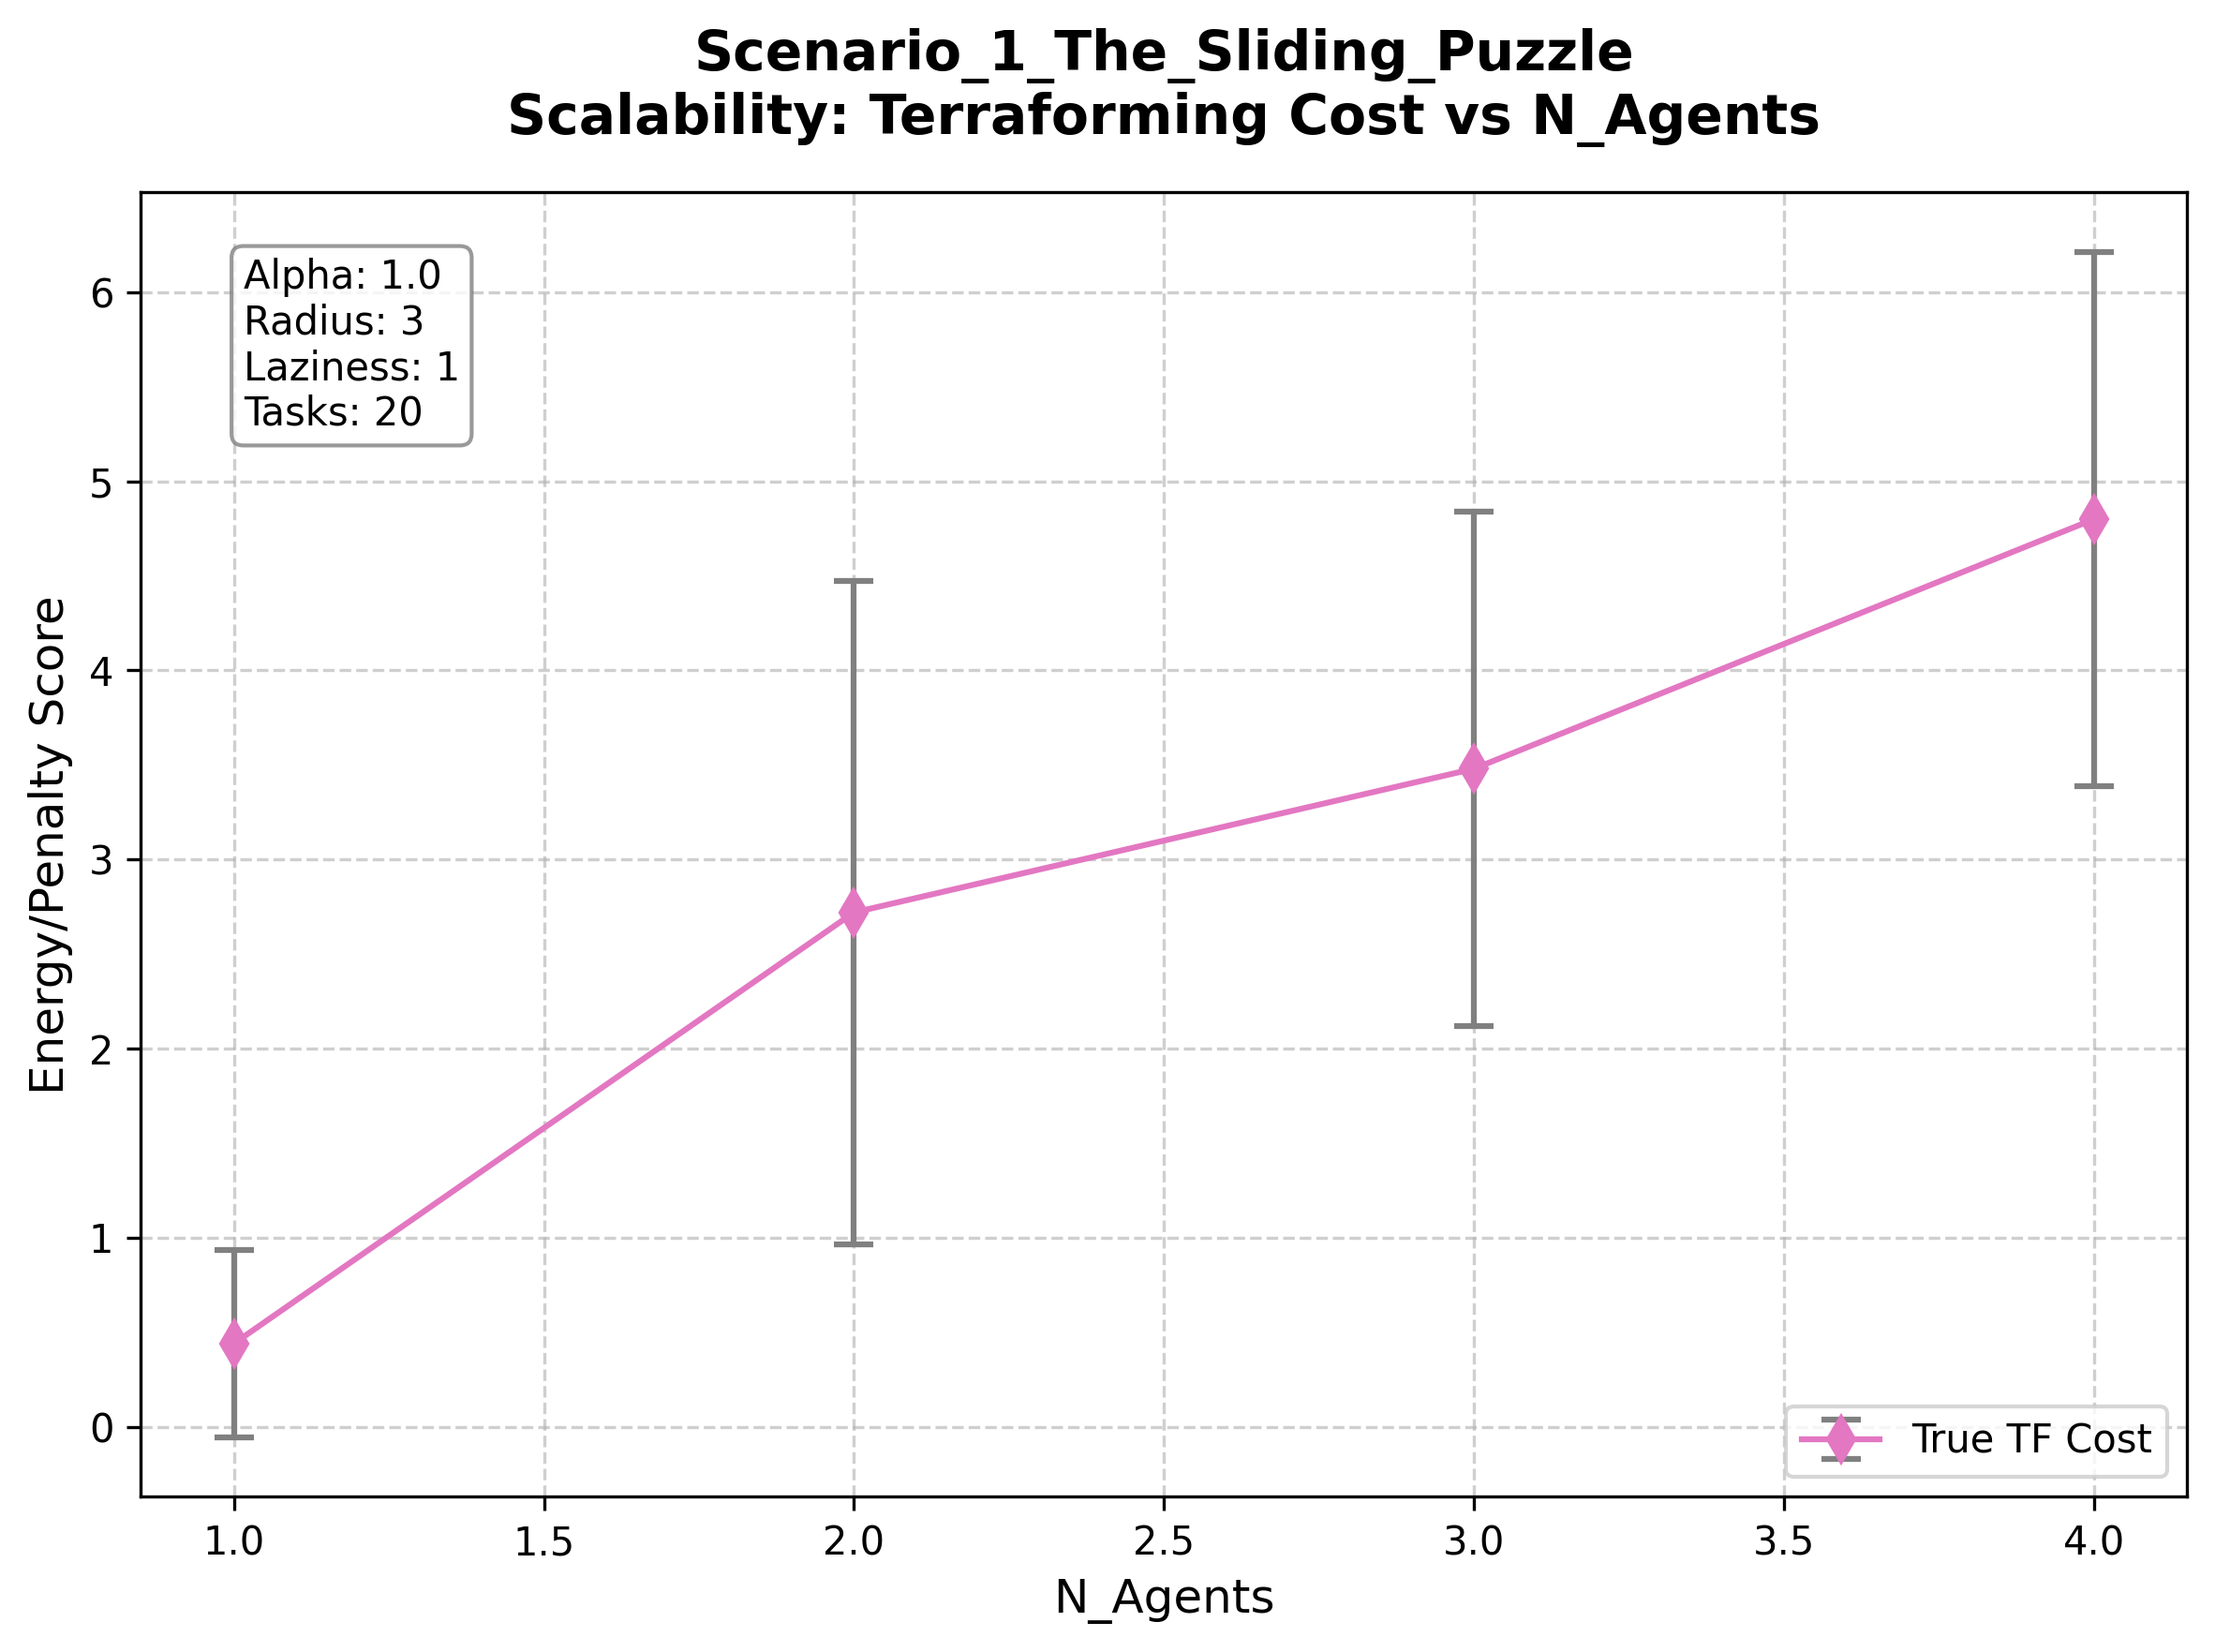 Scenario_1_The_Sliding_Puzzle
Scalability: Terraforming Cost vs N_Agents
Alpha: 1.0
Radius: 3
Laziness: 1
Tasks: 20
Energy/Penalty Score
6
5
4
3
2
1
0
True TF Cost
1.0 1.5 2.0 2.5 3.0 3.5 4.0
N_Agents